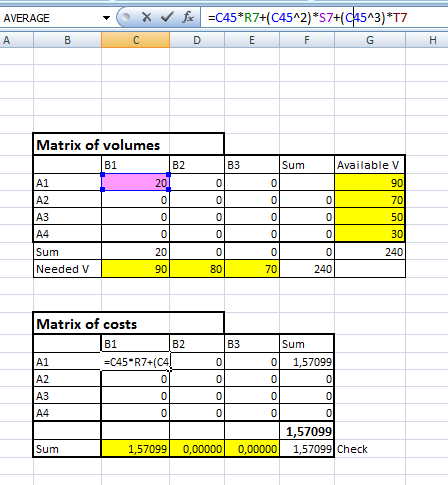 AVERAGE fx =C45*R7+(C45^2)*S7+(C45^3)*T7
A B C D E F G H
Matrix of volumes
B1 B2 B3 Sum Available V
A1 20 0 0 90
A2 0 0 0 0 70
A3 0 0 0 0 50
A4 0 0 0 0 30
Sum 20 0 0 0 240
Needed V 90 80 70 240
Matrix of costs
B1 B2 B3 Sum
A1 =C45*R7+(C4 0 0 1,57099
A2 0 0 0 0
A3 0 0 0 0
A4 0 0 0 0
1,57099
Sum 1,57099 0,00000 0,00000 1,57099 Check